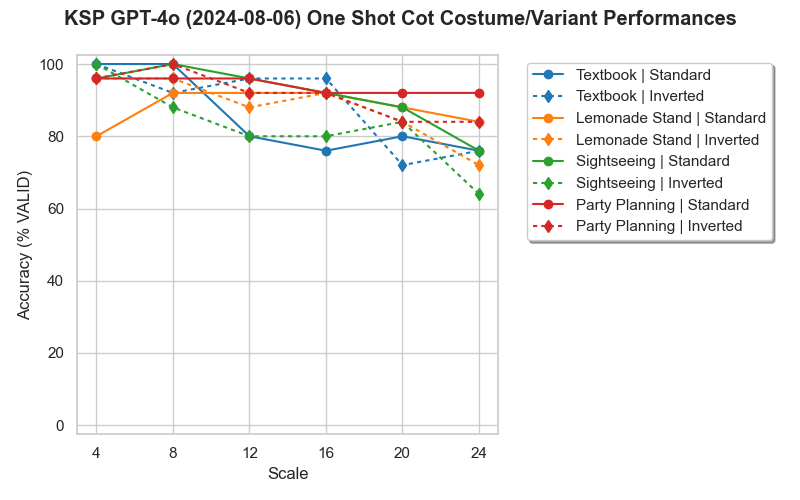 KSP GPT-4o (2024-08-06) One Shot Cot Costume/Variant Performances
100
80
60
40
20
0
Accuracy (% VALID)
4 8 12 16 20 24
Scale
Textbook | Standard
Textbook | Inverted
Lemonade Stand | Standard
Lemonade Stand | Inverted
Sightseeing | Standard
Sightseeing | Inverted
Party Planning | Standard
Party Planning | Inverted